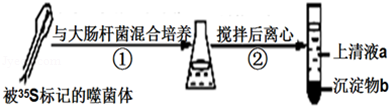 与大肠杆菌混合培养
①
搅拌后离心
②
上清液a
沉淀物b
被³⁵S标记的噬菌体